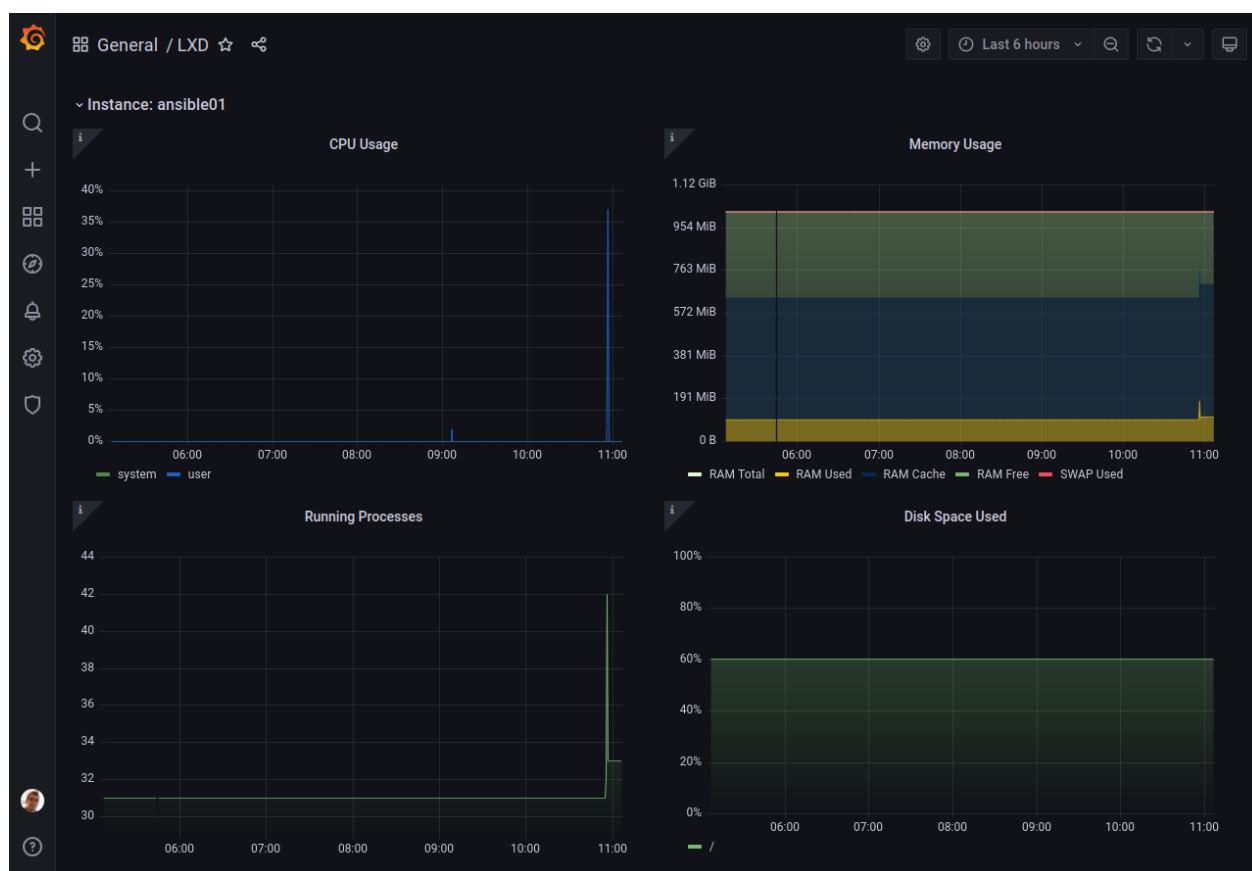 General / LXD
Last 6 hours
Instance: ansible01
i
CPU Usage
40%
35%
30%
25%
20%
15%
10%
5%
0%
06:00 07:00 08:00 09:00 10:00 11:00
system user
i
Memory Usage
1.12 GiB
954 MiB
763 MiB
572 MiB
381 MiB
191 MiB
0 B
06:00 07:00 08:00 09:00 10:00 11:00
RAM Total RAM Used RAM Cache RAM Free SWAP Used
i
Running Processes
44
42
40
38
36
34
32
30
06:00 07:00 08:00 09:00 10:00 11:00
i
Disk Space Used
100%
80%
60%
40%
20%
0%
06:00 07:00 08:00 09:00 10:00 11:00
/